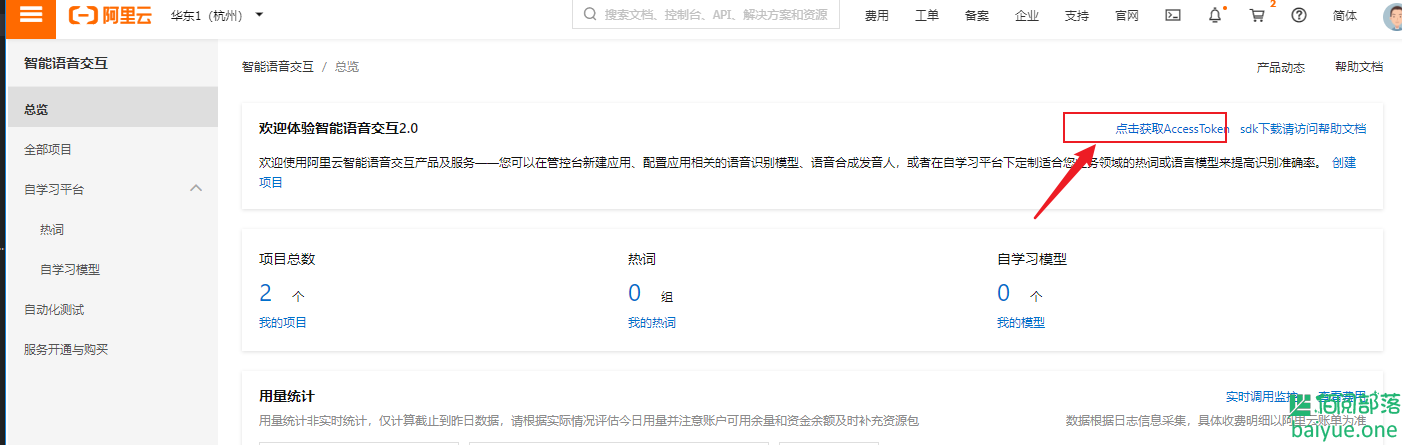 阿里云 华东1（杭州） 搜索文档、控制台、API、解决方案和资源 费用 工单 备案 企业 支持 官网 2 简体
智能语音交互
智能语音交互 / 总览
产品动态 帮助文档
总览
全部项目
自学习平台
热词
自学习模型
自动化测试
服务开通与购买
欢迎体验智能语音交互2.0
点击获取AccessToken sdk下载请访问帮助文档
欢迎使用阿里云智能语音交互产品及服务——您可以在管控台新建应用、配置应用相关的语音识别模型、语音合成发音人，或者在自学习平台下定制适合您业务领域的热词或语言模型来提高识别准确率。 创建
项目
项目总数 热词 自学习模型
2 个 0 组 0 个
我的项目 我的热词 我的模型
用量统计
实时调用监控 查看费用
用量统计非实时统计，仅计算截止到昨日数据，请根据实际情况评估今日用量并注意账户可用余量和资金余额及时补充资源包
数据根据日志信息采集，具体收费明细以阿里云账单为准
佰阅部落
baiyue.one